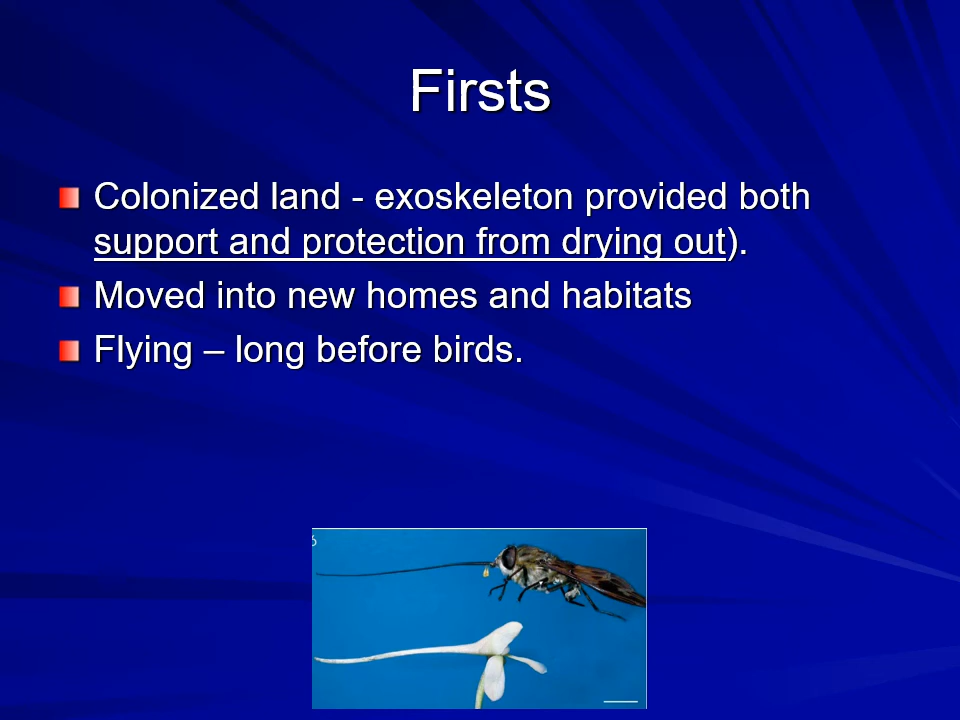 Firsts
Colonized land - exoskeleton provided both
support and protection from drying out).
Moved into new homes and habitats
Flying – long before birds.
6